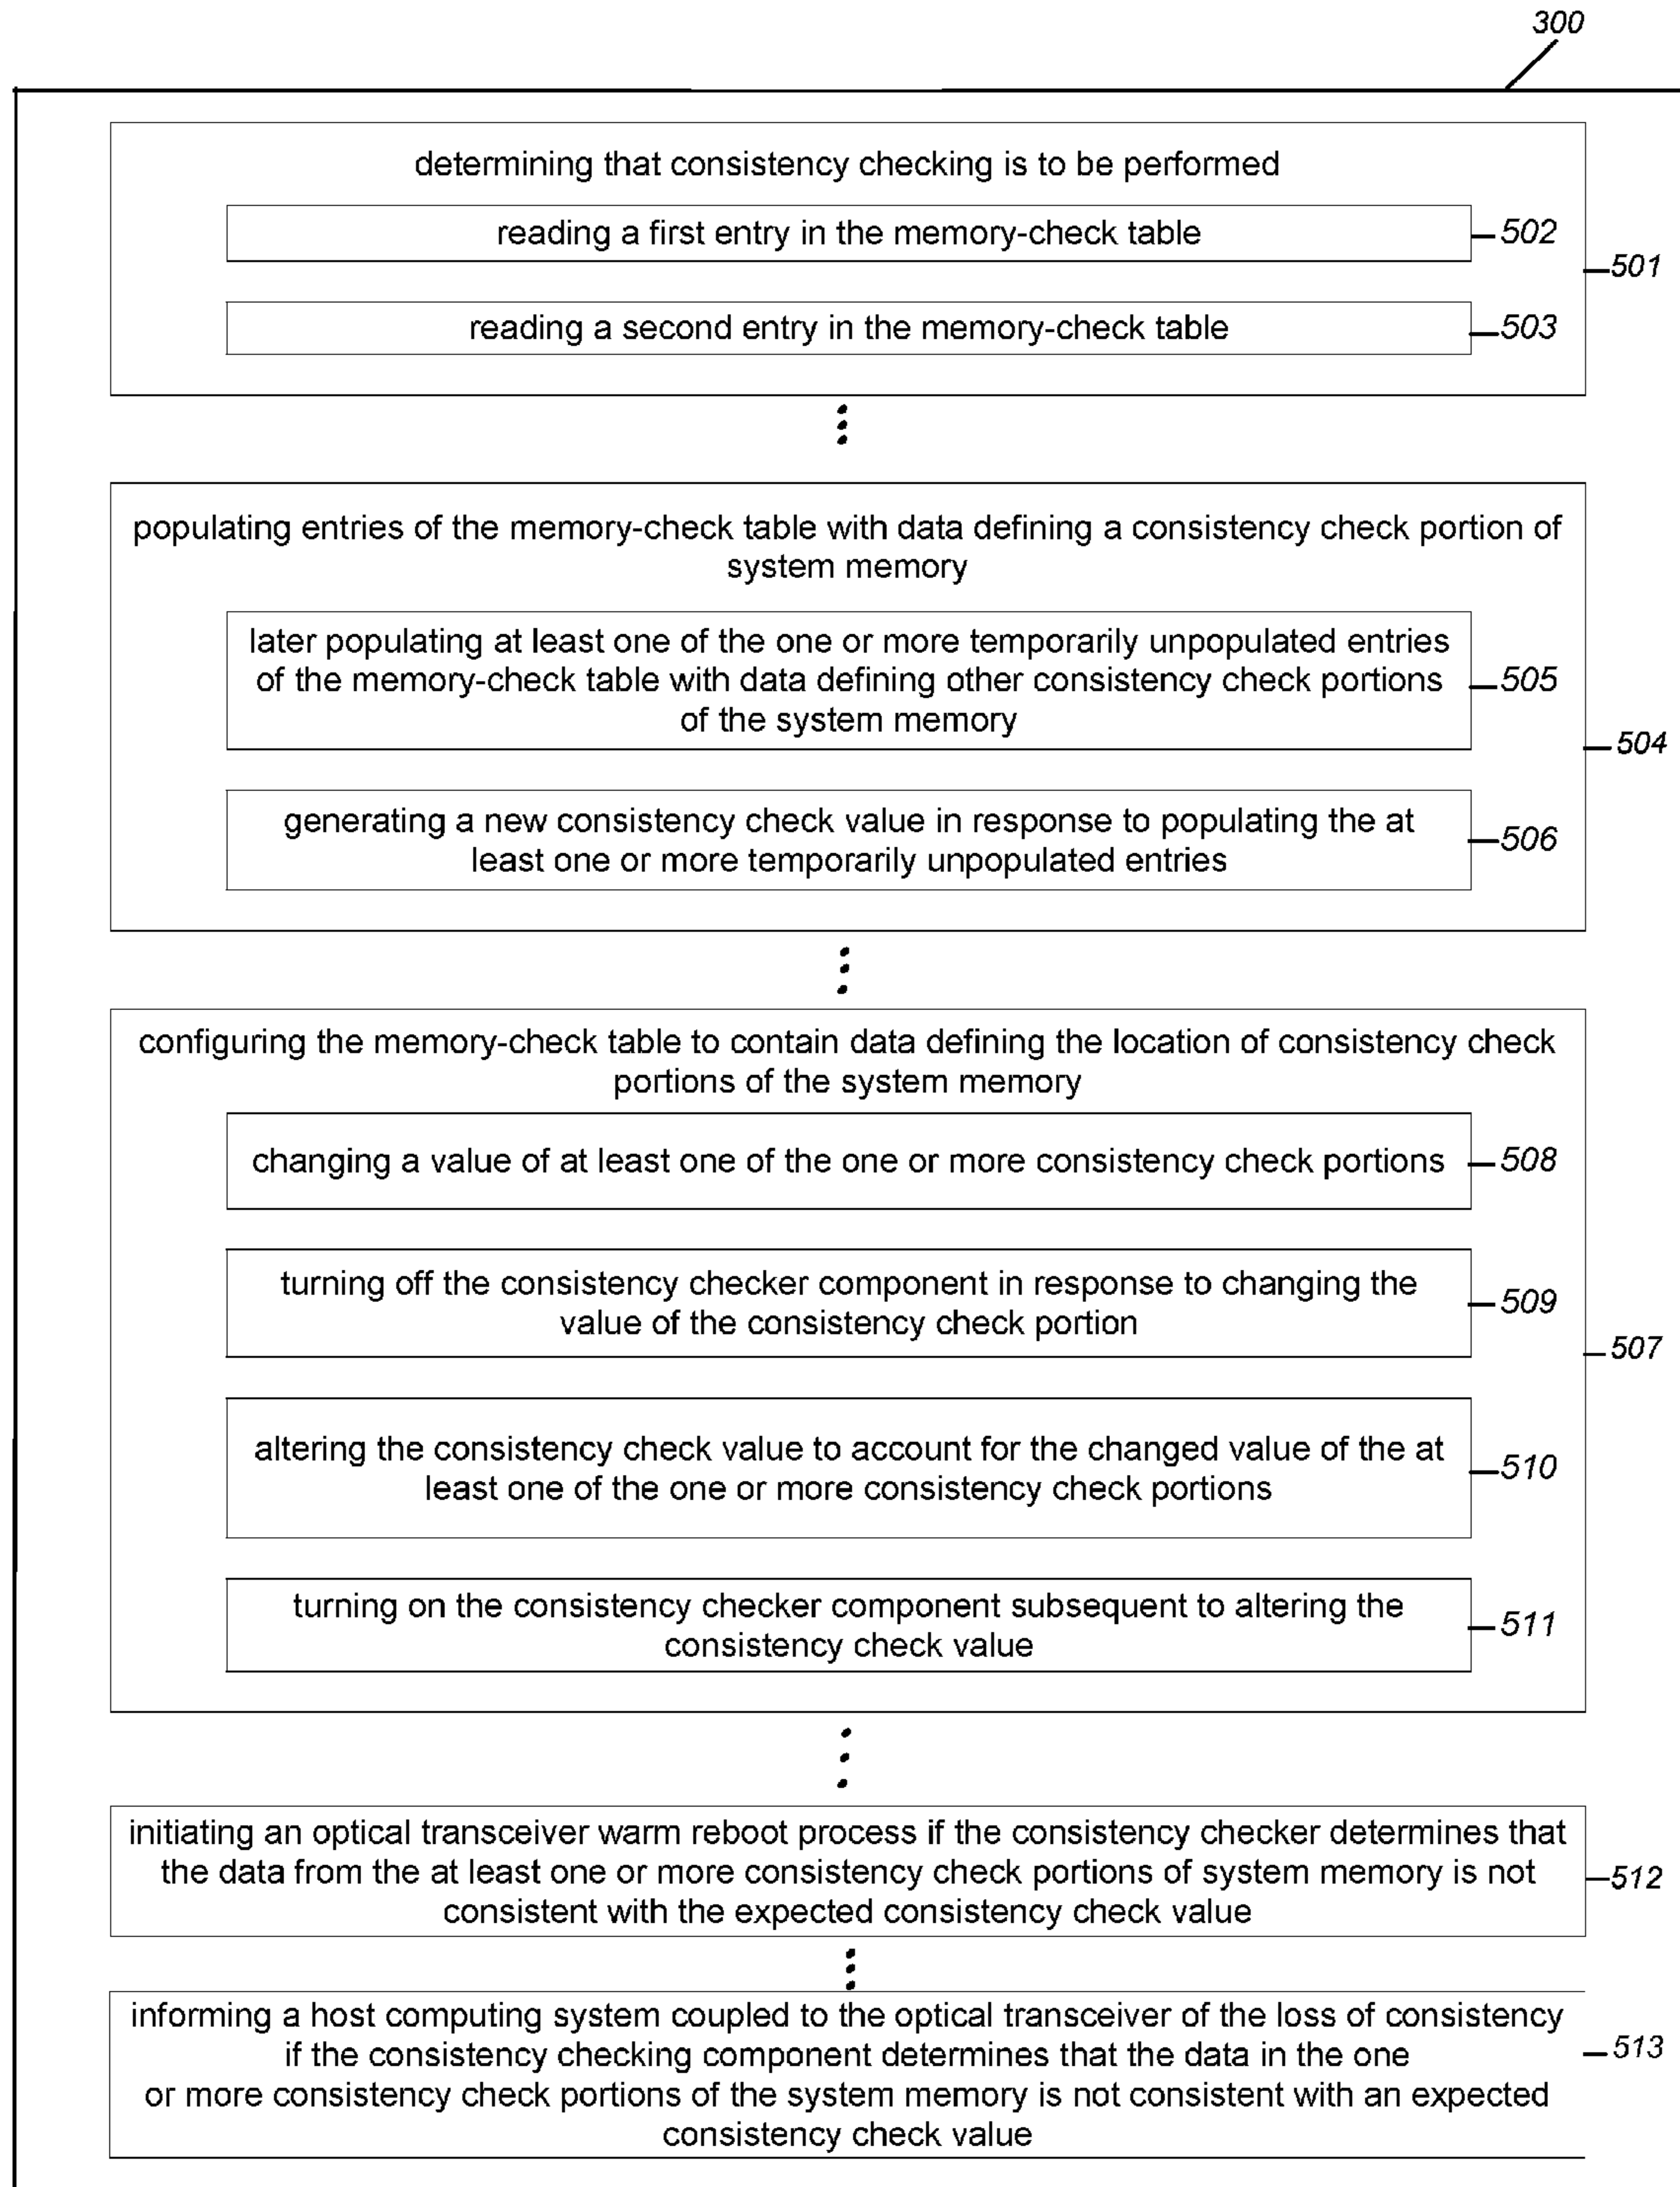 300
determining that consistency checking is to be performed
reading a first entry in the memory-check table
502
501
reading a second entry in the memory-check table
503
populating entries of the memory-check table with data defining a consistency check portion of
system memory
later populating at least one of the one or more temporarily unpopulated entries
of the memory-check table with data defining other consistency check portions
of the system memory
505
504
generating a new consistency check value in response to populating the at
least one or more temporarily unpopulated entries
506
configuring the memory-check table to contain data defining the location of consistency check
portions of the system memory
changing a value of at least one of the one or more consistency check portions
508
turning off the consistency checker component in response to changing the
value of the consistency check portion
509
507
altering the consistency check value to account for the changed value of the at
least one of the one or more consistency check portions
510
turning on the consistency checker component subsequent to altering the
consistency check value
511
initiating an optical transceiver warm reboot process if the consistency checker determines that
the data from the at least one or more consistency check portions of system memory is not
consistent with the expected consistency check value
512
informing a host computing system coupled to the optical transceiver of the loss of consistency
if the consistency checking component determines that the data in the one
or more consistency check portions of the system memory is not consistent with an expected
consistency check value
513